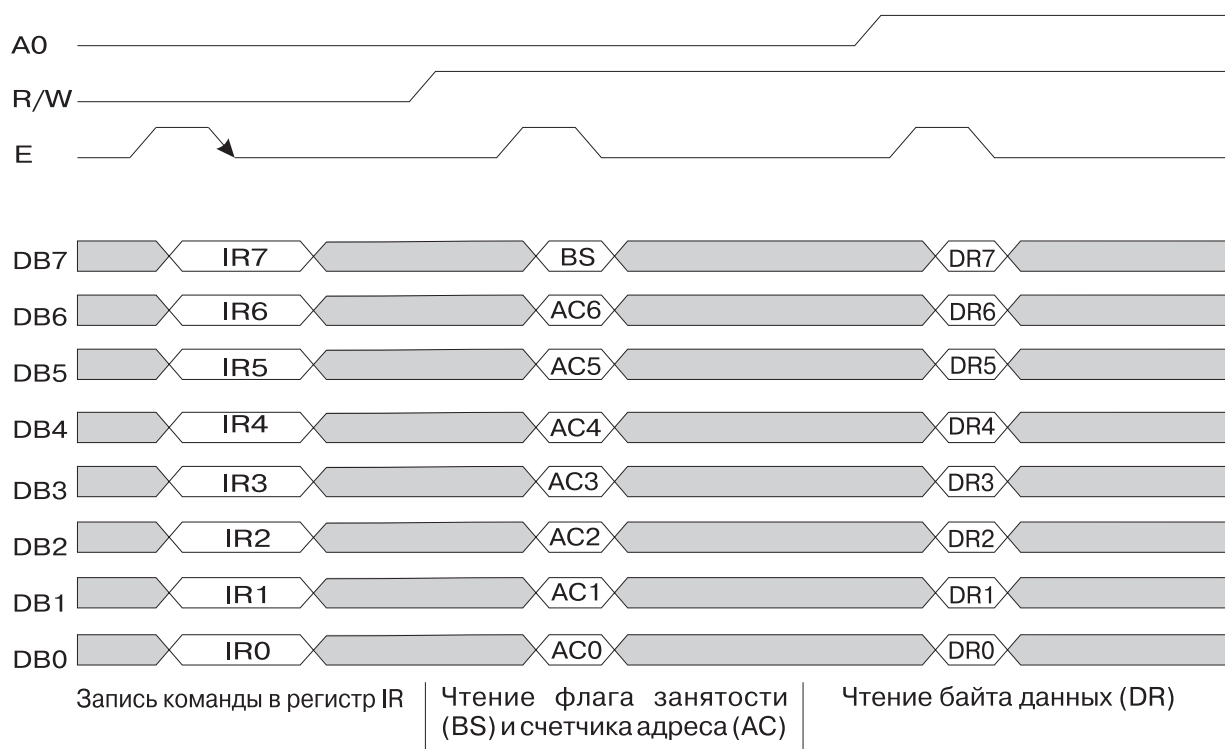 A0
R/W
E
DB7 IR7 BS DR7
DB6 IR6 AC6 DR6
DB5 IR5 AC5 DR5
DB4 IR4 AC4 DR4
DB3 IR3 AC3 DR3
DB2 IR2 AC2 DR2
DB1 IR1 AC1 DR1
DB0 IR0 AC0 DR0
Запись команды в регистр IR
Чтение флага занятости
(BS) и счетчика адреса (AC)
Чтение байта данных (DR)